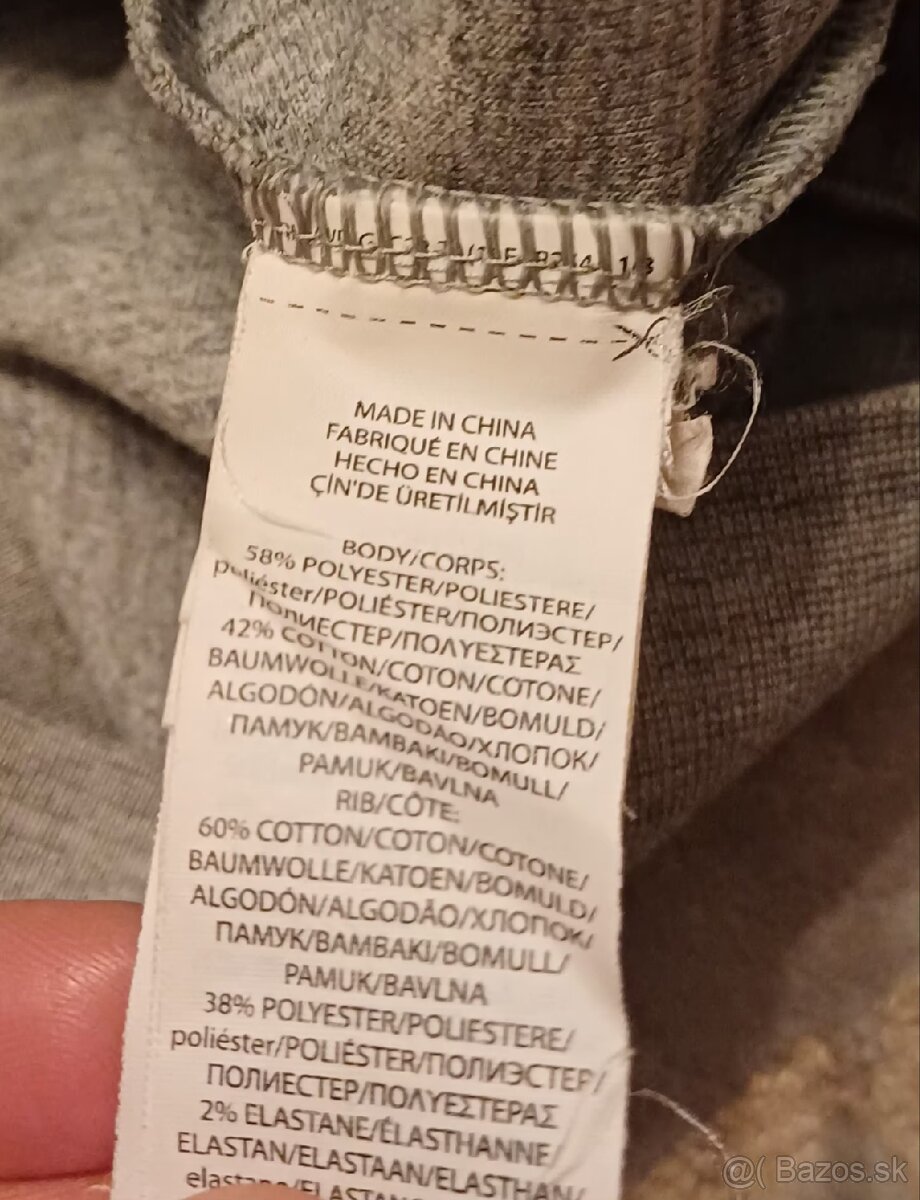 MADE IN CHINA
FABRIQUÉ EN CHINE
HECHO EN CHINA
ÇİN'DE ÜRETİLMİŞTİR
BODY/CORPS:
58% POLYESTER/POLIESTERE/
poliéster/POLIÉSTER/ПОЛИЭСТЕР/
ПОЛИЕСТЕР/ΠΟΛΥΕΣΤΕΡΑΣ
42% COTTON/COTON/COTONE/
BAUMWOLLE/KATOEN/BOMULD/
ALGODÓN/ALGODÃO/ХЛОПОК/
ПАМУК/ΒΑΜΒΑΚΙ/BOMULL/
PAMUK/BAVLNA
RIB/CÔTE:
60% COTTON/COTON/COTONE/
BAUMWOLLE/KATOEN/BOMULD/
ALGODÓN/ALGODÃO/ХЛОПОК/
ПАМУК/ΒΑΜΒΑΚΙ/BOMULL/
PAMUK/BAVLNA
38% POLYESTER/POLIESTERE/
poliéster/POLIÉSTER/ПОЛИЭСТЕР/
ПОЛИЕСТЕР/ΠΟΛΥΕΣΤΕΡΑΣ
2% ELASTANE/ÉLASTHANNE/
ELASTAN/ELASTAAN/ELASTHAN/
@( Bazos.sk